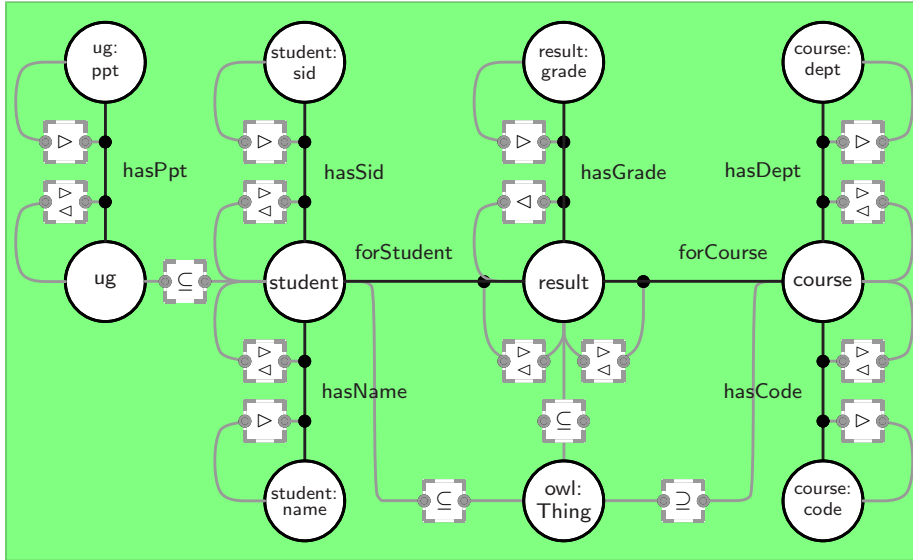 ug:
ppt
student:
sid
result:
grade
course:
dept
▷
▷
▷
▷
hasPpt
hasSid
hasGrade
hasDept
▷
◁
▷
◁
◁
▷
◁
forStudent
forCourse
ug
⊆
student
result
course
▷
◁
▷
◁
▷
◁
▷
◁
hasName
hasCode
▷
⊆
▷
student:
name
⊆
owl:
Thing
⊇
course:
code